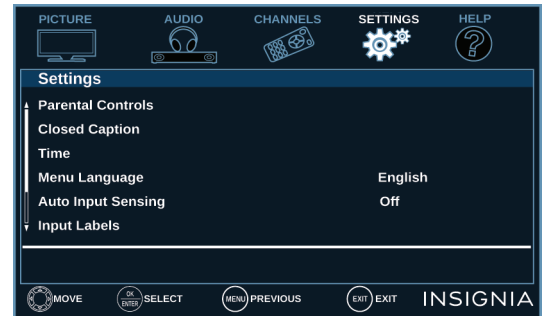 PICTURE AUDIO CHANNELS SETTINGS HELP
Settings
Parental Controls
Closed Caption
Time
Menu Language English
Auto Input Sensing Off
Input Labels
MOVE OK ENTER SELECT MENU PREVIOUS EXIT EXIT INSIGNIA